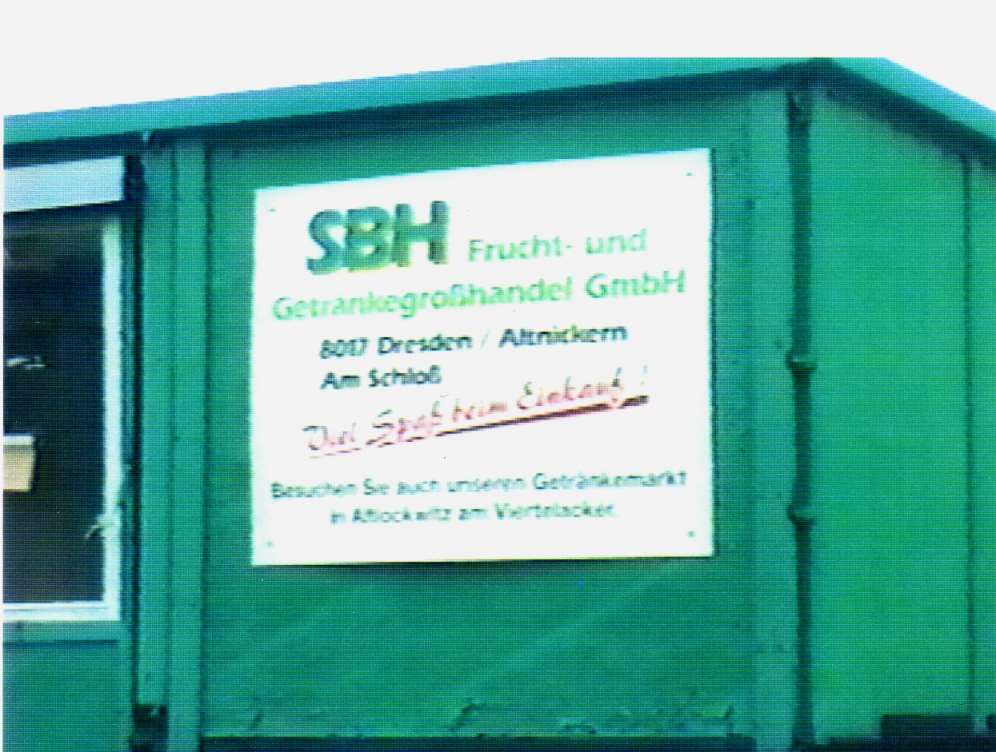 SBH Frucht- und
Getränkegroßhandel GmbH
8017 Dresden / Altnickern
Am Schloß
Viel Spaß beim Einkauf!
Besuchen Sie auch unseren Getränkemarkt
in Altlockwitz am Viertelacker.